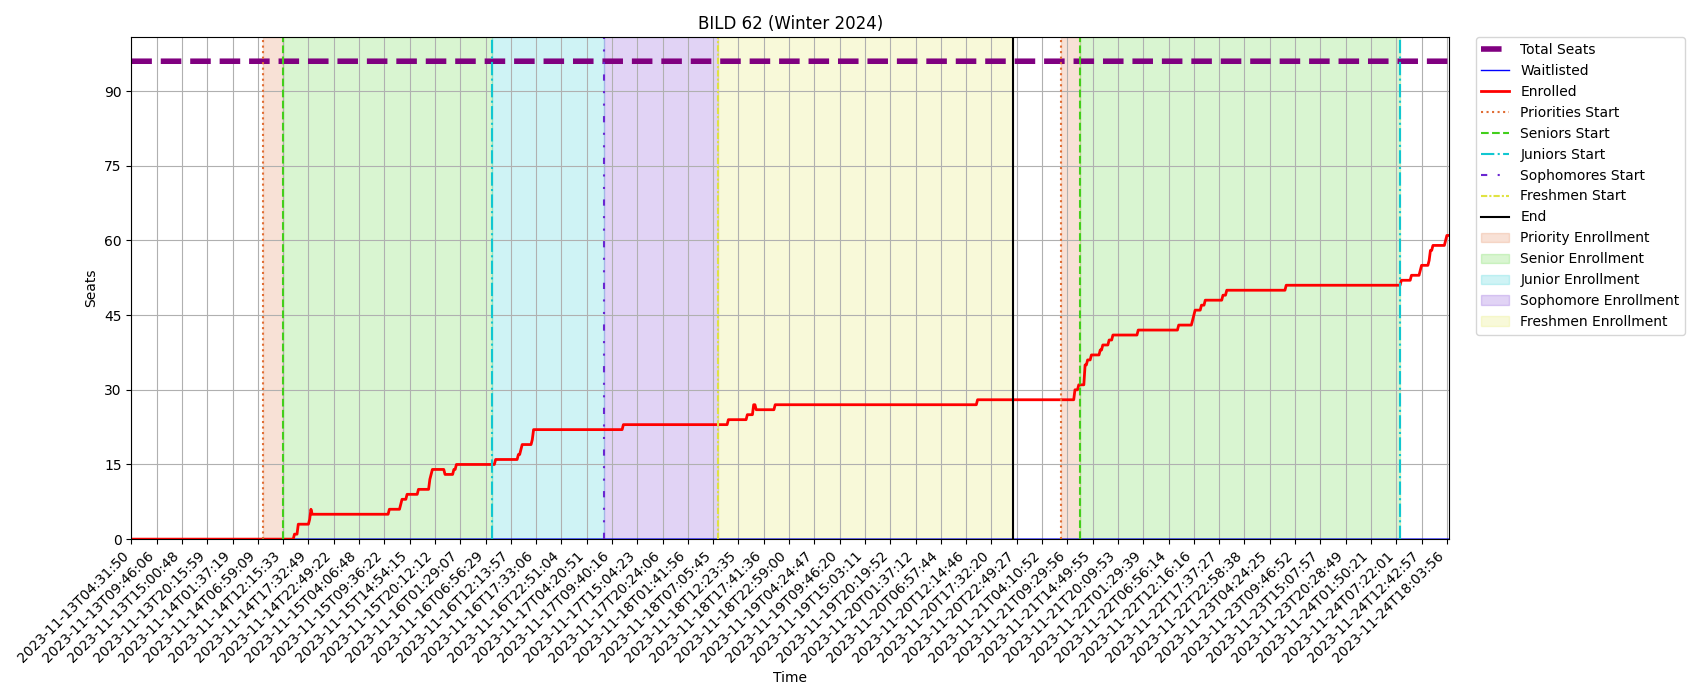 BILD 62 (Winter 2024)
Total Seats
Waitlisted
Enrolled
Priorities Start
Seniors Start
Juniors Start
Sophomores Start
Freshmen Start
End
Priority Enrollment
Senior Enrollment
Junior Enrollment
Sophomore Enrollment
Freshmen Enrollment
Seats
90
75
60
45
30
15
0
2023-11-13T04:31:50
2023-11-13T09:46:06
2023-11-13T15:00:48
2023-11-13T20:15:59
2023-11-14T01:37:19
2023-11-14T06:59:09
2023-11-14T12:15:33
2023-11-14T17:32:49
2023-11-14T22:49:22
2023-11-15T04:06:48
2023-11-15T09:36:22
2023-11-15T14:54:15
2023-11-15T20:12:12
2023-11-16T01:29:07
2023-11-16T06:56:29
2023-11-16T12:13:57
2023-11-16T17:33:06
2023-11-16T22:51:04
2023-11-17T04:20:51
2023-11-17T09:40:16
2023-11-17T15:04:23
2023-11-17T20:24:06
2023-11-18T01:41:56
2023-11-18T07:05:45
2023-11-18T12:23:35
2023-11-18T17:41:36
2023-11-18T22:59:00
2023-11-19T04:24:47
2023-11-19T09:46:20
2023-11-19T15:03:11
2023-11-19T20:19:52
2023-11-20T01:37:12
2023-11-20T06:57:44
2023-11-20T12:14:46
2023-11-20T17:32:20
2023-11-20T22:49:27
2023-11-21T04:10:52
2023-11-21T09:29:56
2023-11-21T14:49:55
2023-11-21T20:09:53
2023-11-22T01:29:39
2023-11-22T06:56:14
2023-11-22T12:16:16
2023-11-22T17:37:27
2023-11-22T22:58:38
2023-11-23T04:24:25
2023-11-23T09:46:52
2023-11-23T15:07:57
2023-11-23T20:28:49
2023-11-24T01:50:21
2023-11-24T07:22:01
2023-11-24T12:42:57
2023-11-24T18:03:56
Time